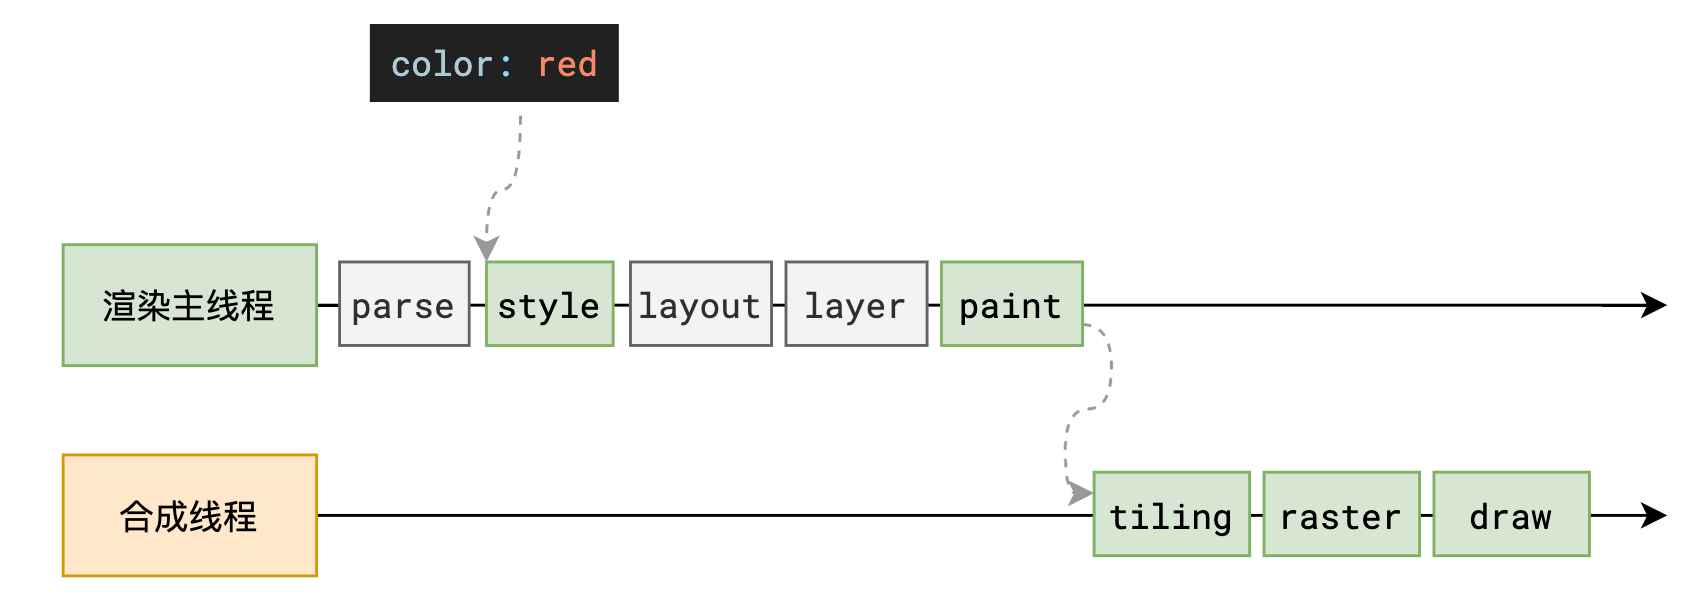 color: red
渲染主线程
parse
style
layout
layer
paint
合成线程
tiling
raster
draw